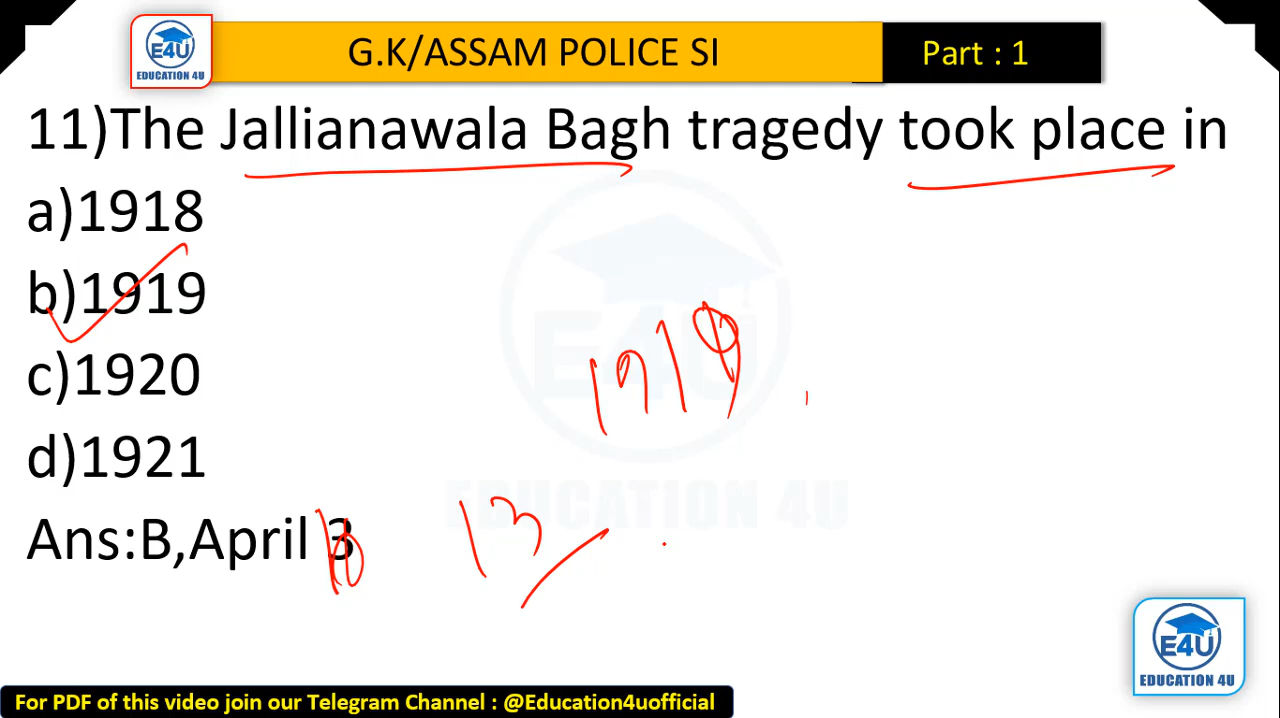 E4U
EDUCATION 4U
G.K/ASSAM POLICE SI
Part : 1
11)The Jallianawala Bagh tragedy took place in
a)1918
b)1919
c)1920
d)1921
1919
Ans:B,April 3
13
E4U
EDUCATION 4U
E4U
EDUCATION 4U
For PDF of this video join our Telegram Channel : @Education4uofficial